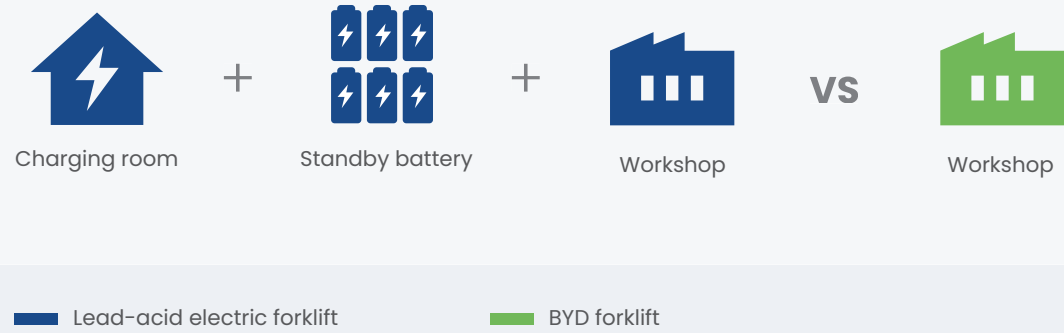 + + VS
Charging room Standby battery Workshop Workshop
Lead-acid electric forklift BYD forklift